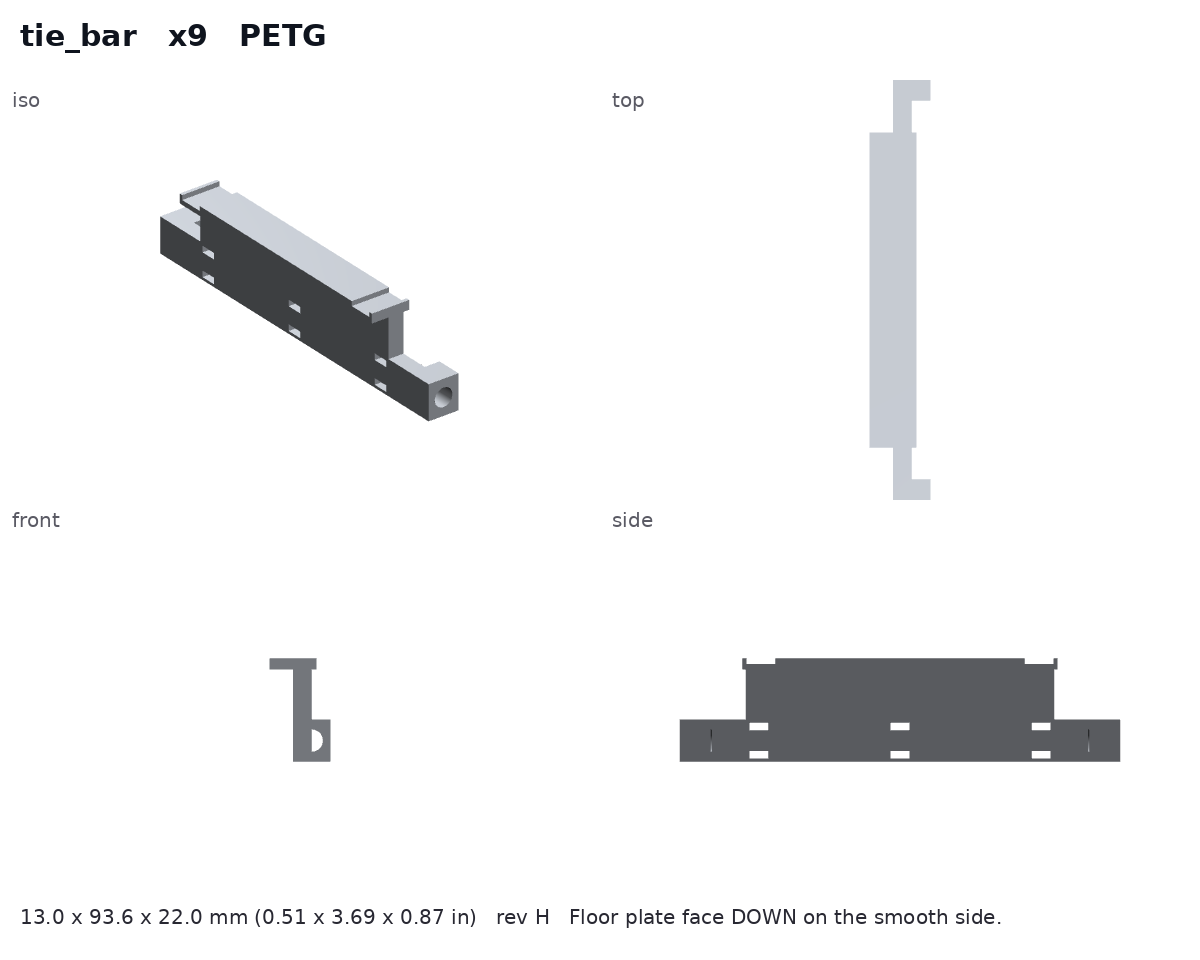 tie_bar x9 PETG
iso
top
front
side
13.0 x 93.6 x 22.0 mm (0.51 x 3.69 x 0.87 in) rev H Floor plate face DOWN on the smooth side.